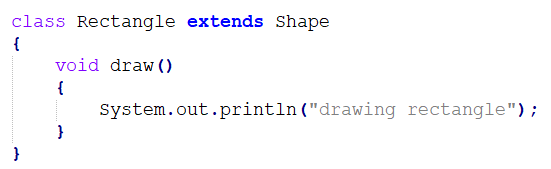 class Rectangle extends Shape
{
    void draw()
    {
        System.out.println("drawing rectangle");
    }
}